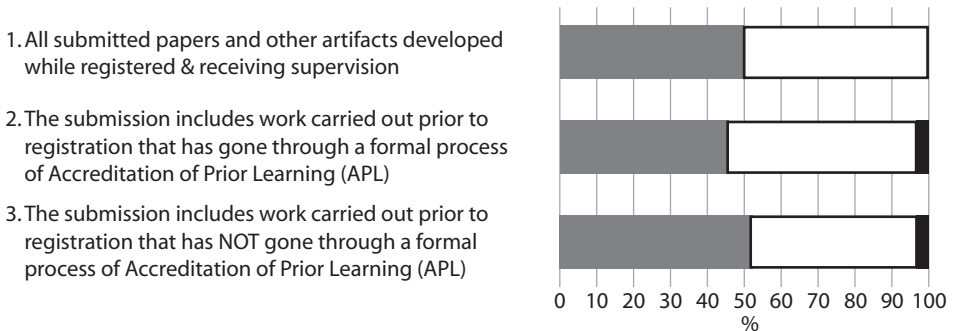 1. All submitted papers and other artifacts developed
while registered & receiving supervision
2. The submission includes work carried out prior to
registration that has gone through a formal process
of Accreditation of Prior Learning (APL)
3. The submission includes work carried out prior to
registration that has NOT gone through a formal
process of Accreditation of Prior Learning (APL)
0 10 20 30 40 50 60 70 80 90 100
%